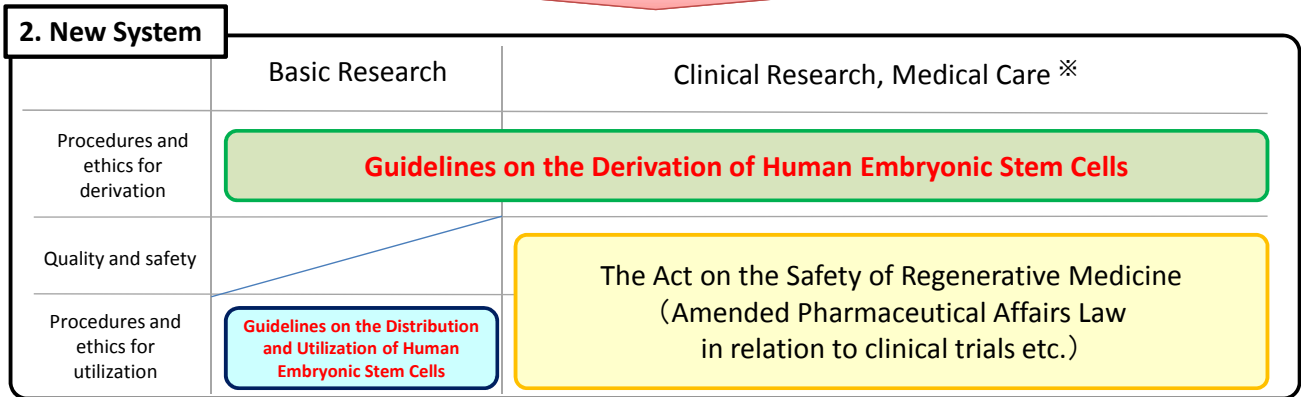 2. New System
Basic Research
Clinical Research, Medical Care ※
Procedures and
ethics for
derivation
Guidelines on the Derivation of Human Embryonic Stem Cells
Quality and safety
The Act on the Safety of Regenerative Medicine
（Amended Pharmaceutical Affairs Law
in relation to clinical trials etc.）
Procedures and
ethics for
utilization
Guidelines on the Distribution
and Utilization of Human
Embryonic Stem Cells